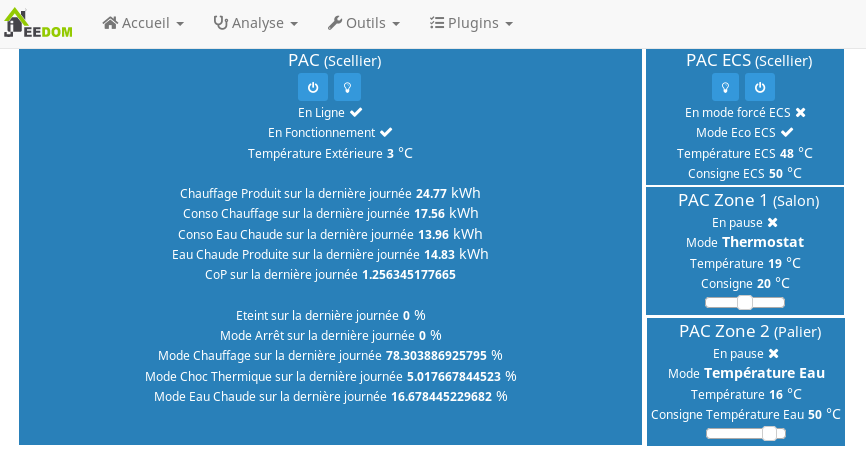 JEEDOM Accueil Analyse Outils Plugins
PAC (Scellier)
En Ligne
En Fonctionnement
Température Extérieure 3 °C
Chauffage Produit sur la dernière journée 24.77 kWh
Conso Chauffage sur la dernière journée 17.56 kWh
Conso Eau Chaude sur la dernière journée 13.96 kWh
Eau Chaude Produite sur la dernière journée 14.83 kWh
CoP sur la dernière journée 1.256345177665
Eteint sur la dernière journée 0 %
Mode Arrêt sur la dernière journée 0 %
Mode Chauffage sur la dernière journée 78.303886925795 %
Mode Choc Thermique sur la dernière journée 5.017667844523 %
Mode Eau Chaude sur la dernière journée 16.678445229682 %
PAC ECS (Scellier)
En mode forcé ECS
Mode Eco ECS
Température ECS 48 °C
Consigne ECS 50 °C
PAC Zone 1 (Salon)
En pause
Mode Thermostat
Température 19 °C
Consigne 20 °C
PAC Zone 2 (Palier)
En pause
Mode Température Eau
Température 16 °C
Consigne Température Eau 50 °C